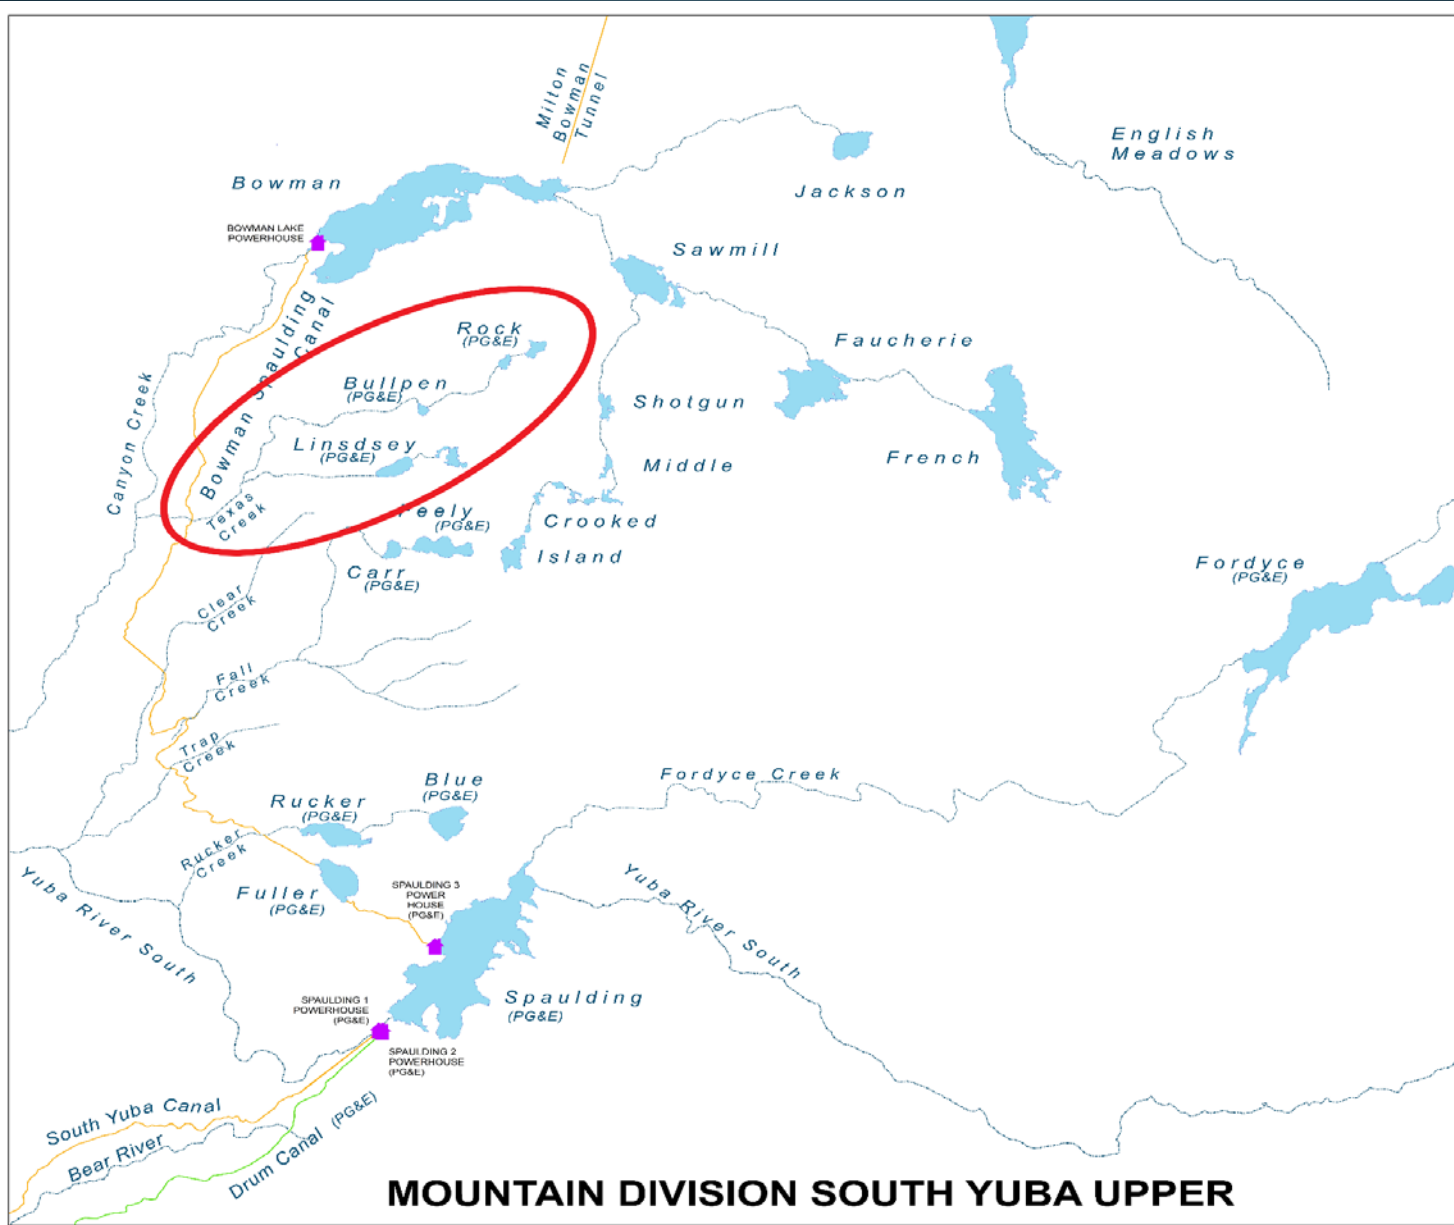 Milton
Bowman
Tunnel
English
Meadows
Bowman
Jackson
BOWMAN LAKE
POWERHOUSE
Sawmill
Bowman Spaulding
Canal
Rock
(PG&E)
Faucherie
Bullpen
(PG&E)
Shotgun
Canyon Creek
Linsdsey
(PG&E)
Middle
French
Texas
Creek
Feely
(PG&E)
Crooked
Island
Carr
(PG&E)
Fordyce
(PG&E)
Clear
Creek
Fall
Creek
Trap
Creek
Blue
(PG&E)
Fordyce Creek
Rucker
(PG&E)
Rucker
Creek
Fuller
(PG&E)
SPAULDING 3
POWER
HOUSE
(PG&E)
Yuba River South
Yuba River South
SPAULDING 1
POWERHOUSE
(PG&E)
Spaulding
(PG&E)
SPAULDING 2
POWERHOUSE
(PG&E)
South Yuba Canal
Bear River
Drum Canal (PG&E)
MOUNTAIN DIVISION SOUTH YUBA UPPER